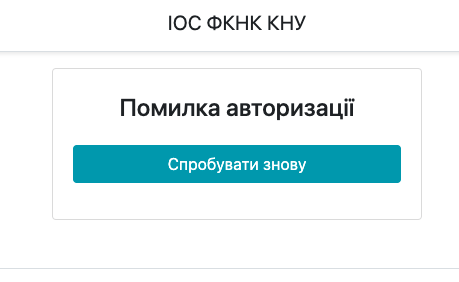 ІОС ФКНК КНУ
Помилка авторизації
Спробувати знову